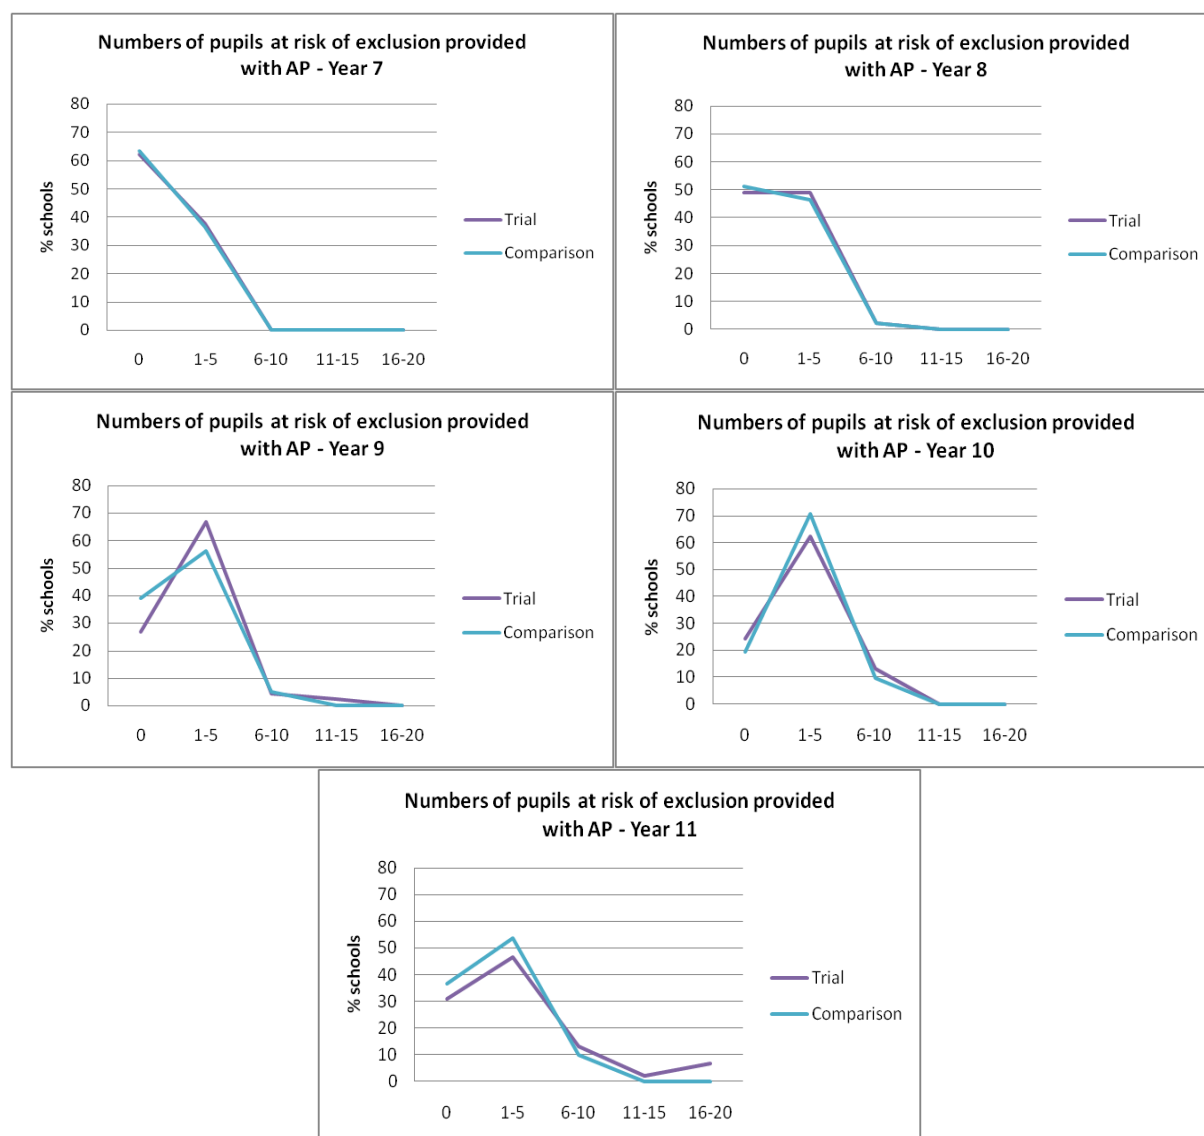 Numbers of pupils at risk of exclusion provided
with AP - Year 7
% schools
80
70
60
50
40
30
20
10
0
0 1-5 6-10 11-15 16-20
Trial
Comparison
Numbers of pupils at risk of exclusion provided
with AP - Year 8
% schools
80
70
60
50
40
30
20
10
0
0 1-5 6-10 11-15 16-20
Trial
Comparison
Numbers of pupils at risk of exclusion provided
with AP - Year 9
% schools
80
70
60
50
40
30
20
10
0
0 1-5 6-10 11-15 16-20
Trial
Comparison
Numbers of pupils at risk of exclusion provided
with AP - Year 10
% schools
80
70
60
50
40
30
20
10
0
0 1-5 6-10 11-15 16-20
Trial
Comparison
Numbers of pupils at risk of exclusion provided
with AP - Year 11
% schools
80
70
60
50
40
30
20
10
0
0 1-5 6-10 11-15 16-20
Trial
Comparison